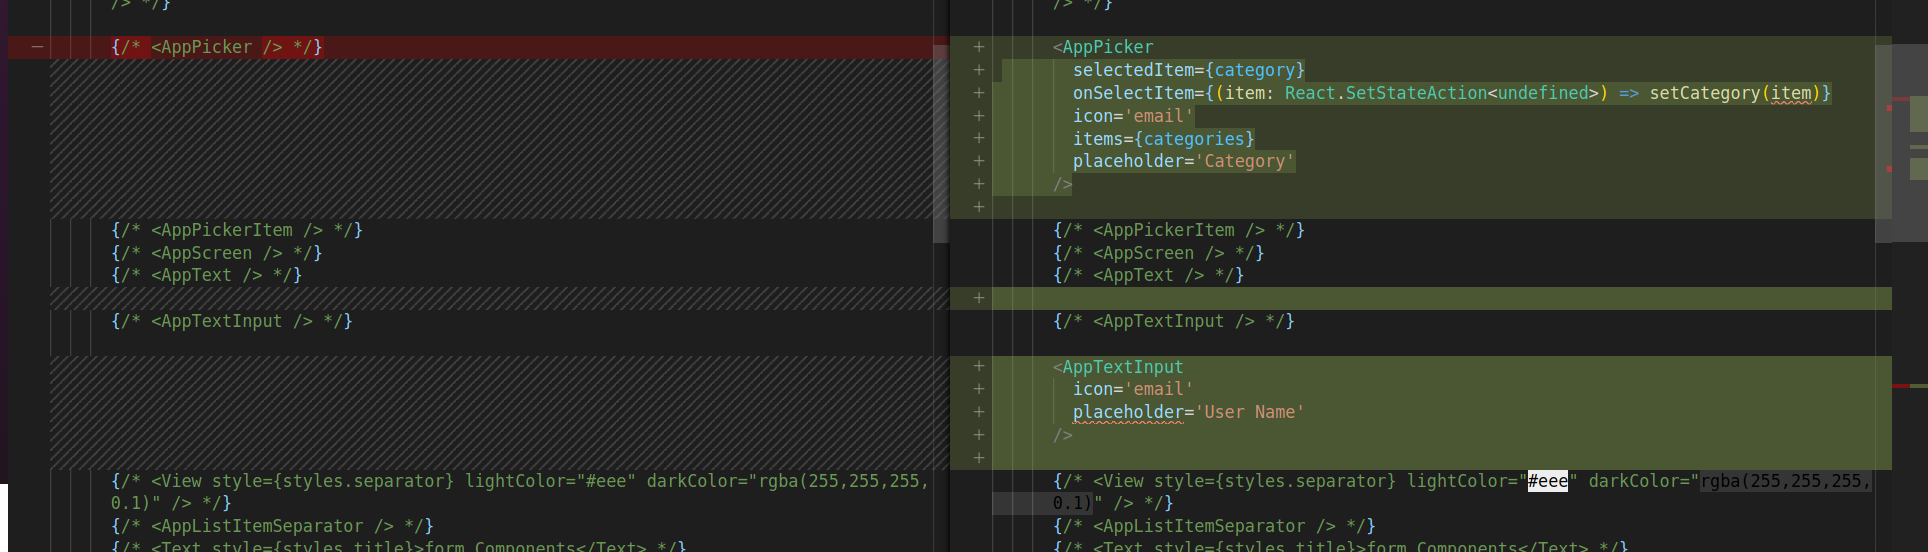 /> */}
{/* <AppPicker /> */}
{/* <AppPickerItem /> */}
{/* <AppScreen /> */}
{/* <AppText /> */}
{/* <AppTextInput /> */}
{/* <View style={styles.separator} lightColor="#eee" darkColor="rgba(255,255,255,
0.1)" /> */}
{/* <AppListItemSeparator /> */}
{/* <Text style={styles.title}>form Components</Text> */}
/> */}
<AppPicker
selectedItem={category}
onSelectItem={(item: React.SetStateAction<undefined>) => setCategory(item)}
icon='email'
items={categories}
placeholder='Category'
/>
{/* <AppPickerItem /> */}
{/* <AppScreen /> */}
{/* <AppText /> */}
{/* <AppTextInput /> */}
<AppTextInput
icon='email'
placeholder='User Name'
/>
{/* <View style={styles.separator} lightColor="#eee" darkColor="rgba(255,255,255,
0.1)" /> */}
{/* <AppListItemSeparator /> */}
{/* <Text style={styles.title}>form Components</Text> */}